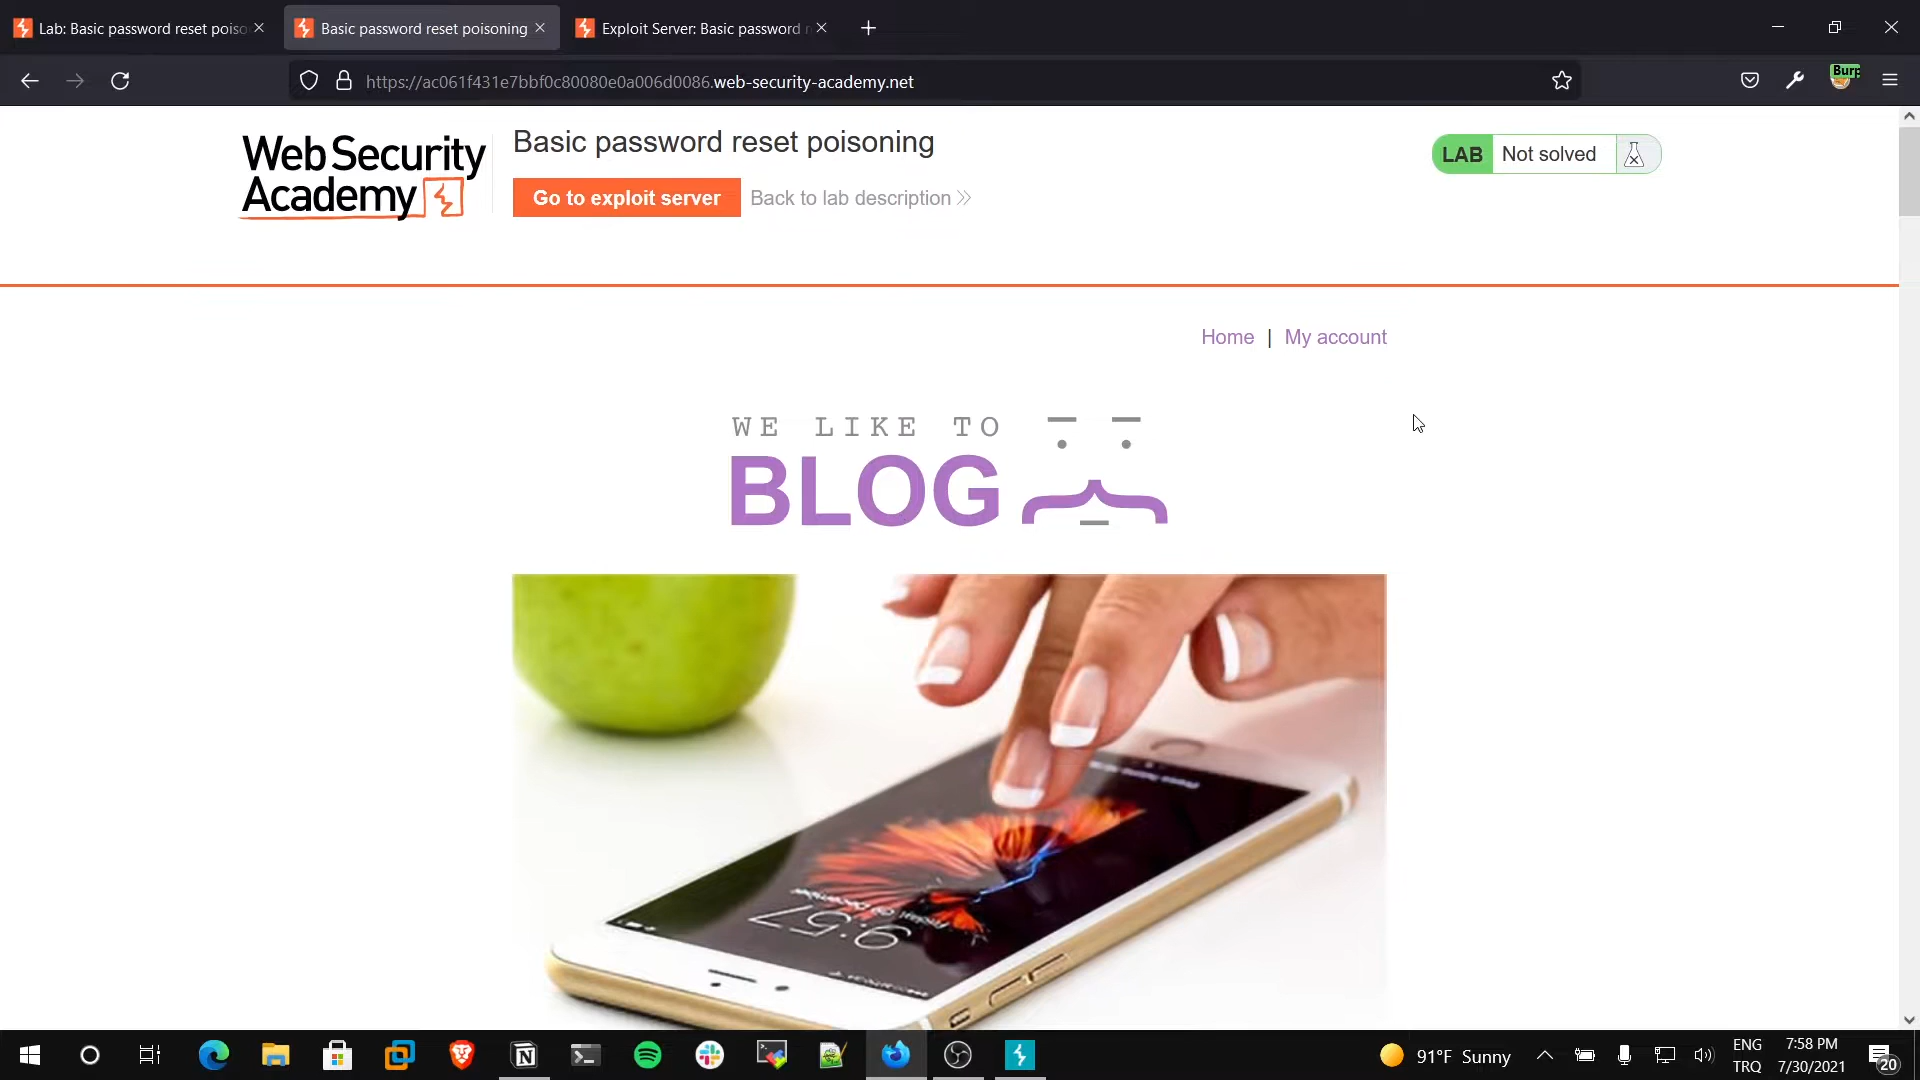 Lab: Basic password reset poiso
Basic password reset poisoning
Exploit Server: Basic password r
https://ac061f431e7bbf0c80080e0a006d0086.web-security-academy.net
Burp
Web Security
Academy
Basic password reset poisoning
Go to exploit server
Back to lab description
LAB
Not solved
Home | My account
WE LIKE TO
BLOG
9:57
91°F Sunny
ENG
TRQ
7:58 PM
7/30/2021
20